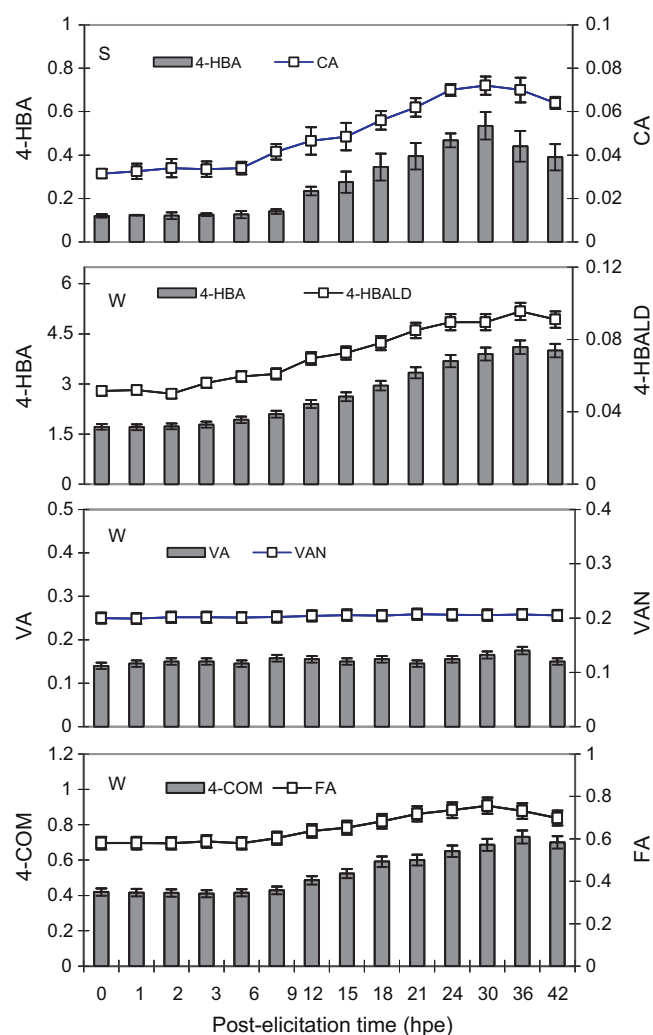 S
4-HBA CA
1 0.1
0.8 0.08
0.6 0.06
0.4 0.04
0.2 0.02
0 0
4-HBA
CA
W
4-HBA 4-HBALD
6 0.12
4.5 0.08
3 0.04
1.5
0 0
4-HBA
4-HBALD
W
VA VAN
0.5 0.4
0.4 0.3
0.3 0.2
0.2 0.1
0.1
0 0
VA
VAN
W
4-COM FA
1.2 1
1 0.8
0.8 0.6
0.6 0.4
0.4 0.2
0.2
0 0
4-COM
FA
0 1 2 3 6 9 12 15 18 21 24 30 36 42
Post-elicitation time (hpe)